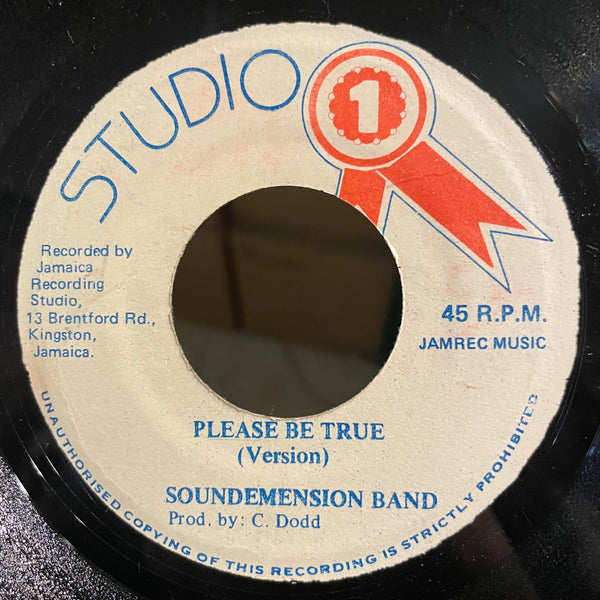 STUDIO 1
Recorded by
Jamaica
Recording
Studio,
13 Brentford Rd.,
Kingston,
Jamaica.
45 R.P.M.
JAMREC MUSIC
PLEASE BE TRUE
(Version)
SOUNDEMENSION BAND
Prod. by: C. Dodd
UNAUTHORISED COPYING OF THIS RECORDING IS STRICTLY PROHIBITED